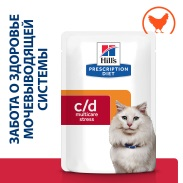 ЗАБОТА О ЗДОРОВЬЕ
МОЧЕВЫВОДЯЩЕЙ
СИСТЕМЫ
Hill's
PRESCRIPTION
DIET
c/d
multicare
stress